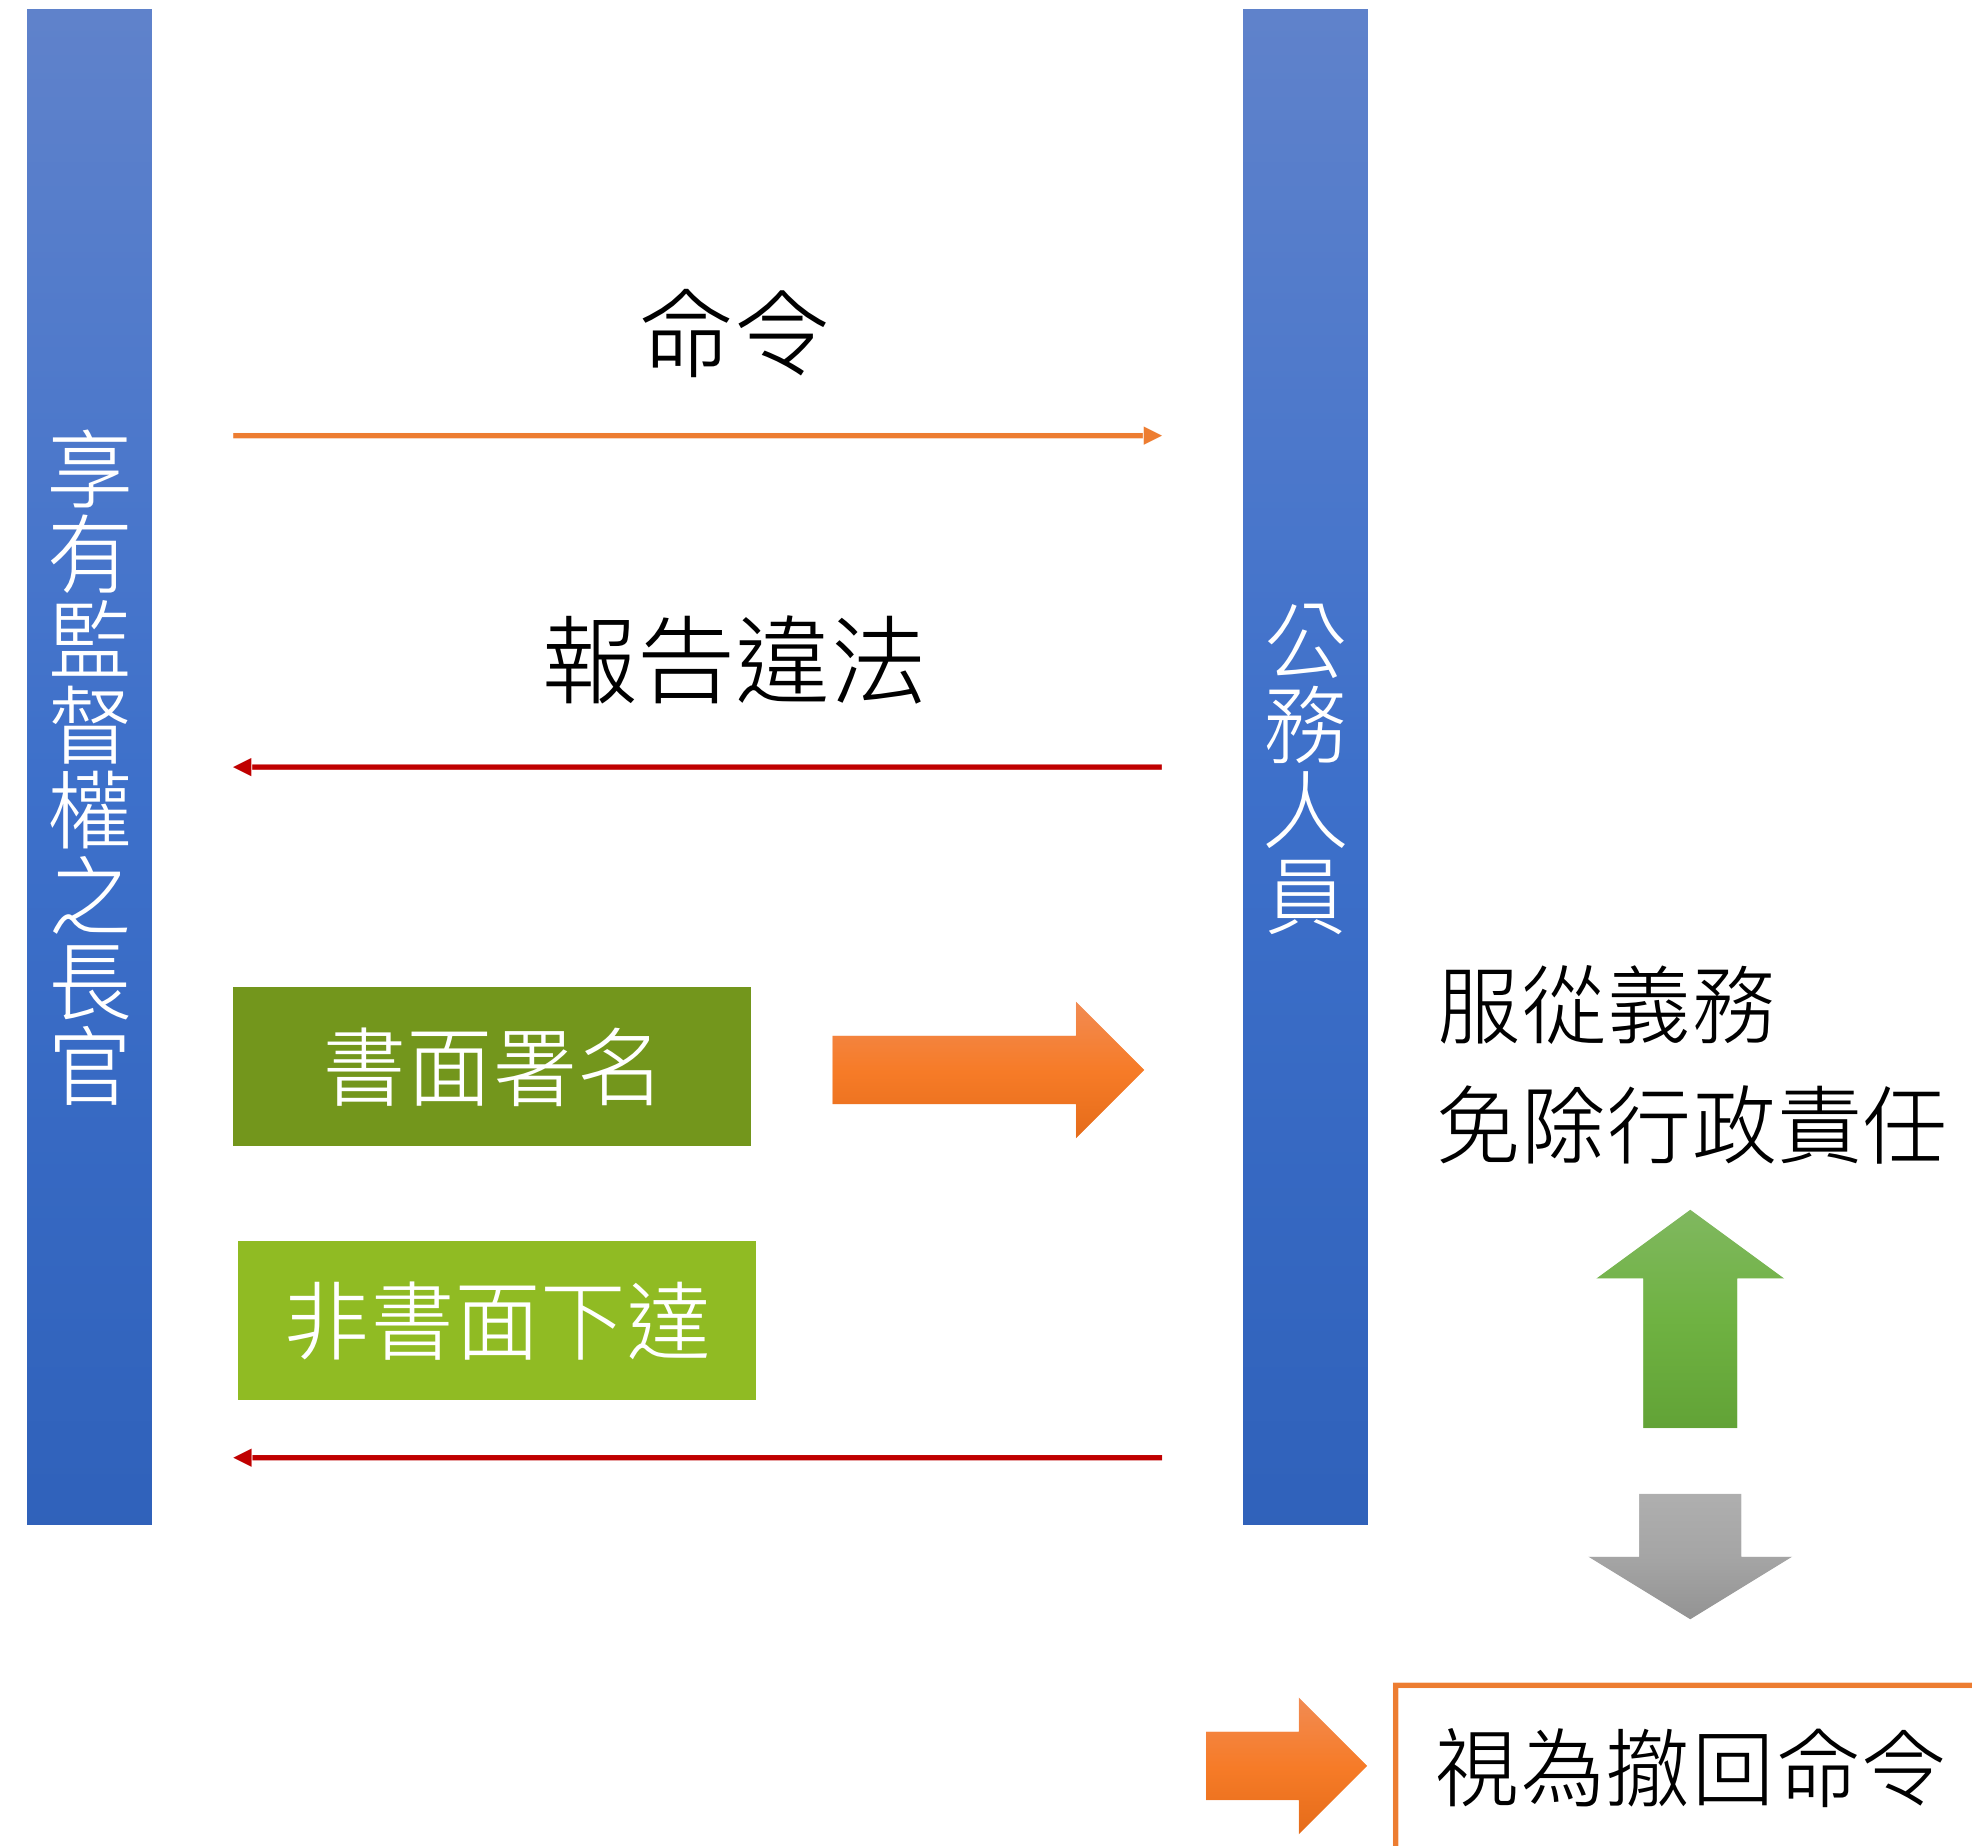 享有監督權之長官
命令
報告違法
書面署名
非書面下達
公務人員
服從義務
免除行政責任
視為撤回命令